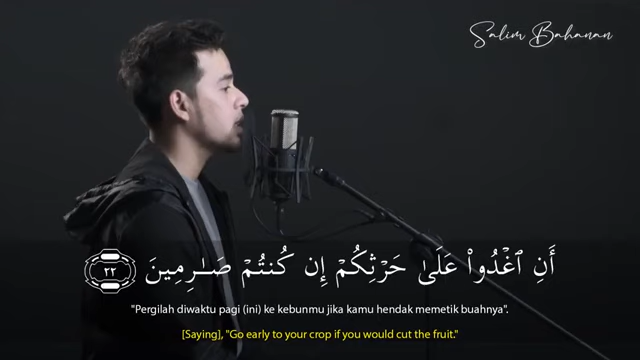 Salim Bahanan
أَنِ ٱغْدُوا۟ عَلَىٰ حَرْثِكُمْ إِن كُنتُمْ صَـٰرِمِينَ ٢٢
"Pergilah diwaktu pagi (ini) ke kebunmu jika kamu hendak memetik buahnya".
[Saying], "Go early to your crop if you would cut the fruit."